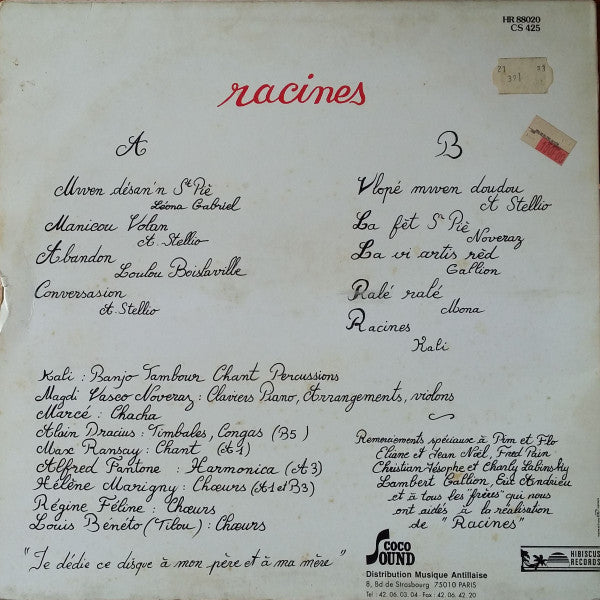 HR 88020
CS 425
racines
A
Mwen désan'n St Piè
Léona Gabriel
Manicou Volan
A. Stellio
Abandon
Loulou Boislaville
Conversasion
A. Stellio
B
Vlopé mwen doudou
A Stellio
La fèt St Piè
Noveraz
La vi artis rèd
Gallion
Ralé ralé
Mona
Racines
Kali
Kali : Banjo Tambour Chant Percussions
Magdi Vasco Noveraz : Claviers Piano, Arrangements, violons
Marcé : Chacha
Alain Dracius : Timbales, Congas (B5)
Max Ransay : Chant (A1)
Alfred Fantone : Harmonica (A3)
Hélène Marigny : Chœurs (A1 et B3)
Régine Féline : Chœurs
Louis Bénéto (Tilou) : Chœurs
"Je dédie ce disque à mon père et à ma mère"
Remerciements spéciaux à Pim et Flo
Eliane et Jean Noël, Fred Pain
Christian Jésophe et Charly Labinsky
Lambert Gallion, Eric Andrieu
et à tous les "frères" qui nous
ont aidés à la réalisation
de "Racines"
COCO
SOUND
Distribution Musique Antillaise
8, Bd de Strasbourg 75010 PARIS
Tel : 42. 06. 03. 04 - Fax : 42. 06. 42. 20
HIBISCUS
RECORDS